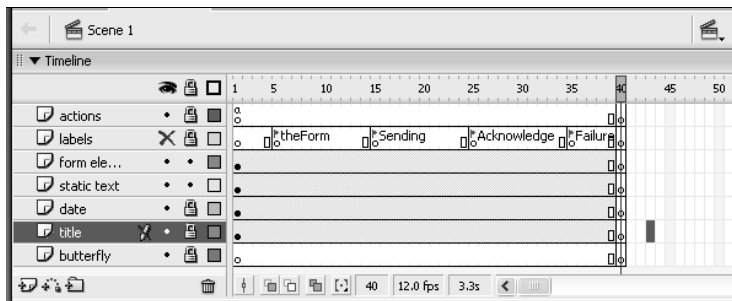 Scene 1
Timeline
1 5 10 15 20 25 30 35 40 45 50
actions
a
labels theForm Sending Acknowledge Failure
form ele...
static text
date
title
butterfly
40 12.0 fps 3.3s